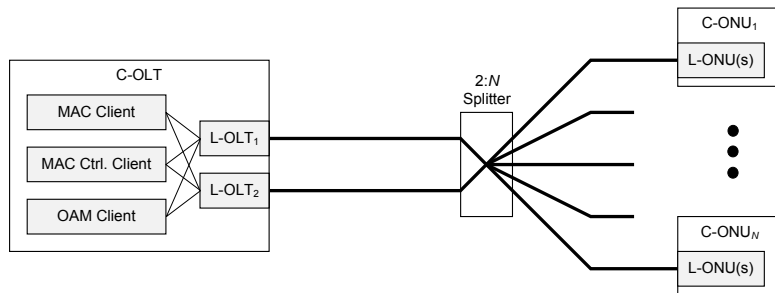 C-OLT
MAC Client
MAC Ctrl. Client
OAM Client
L-OLT1
L-OLT2
2:N
Splitter
C-ONU1
L-ONU(s)
C-ONUN
L-ONU(s)